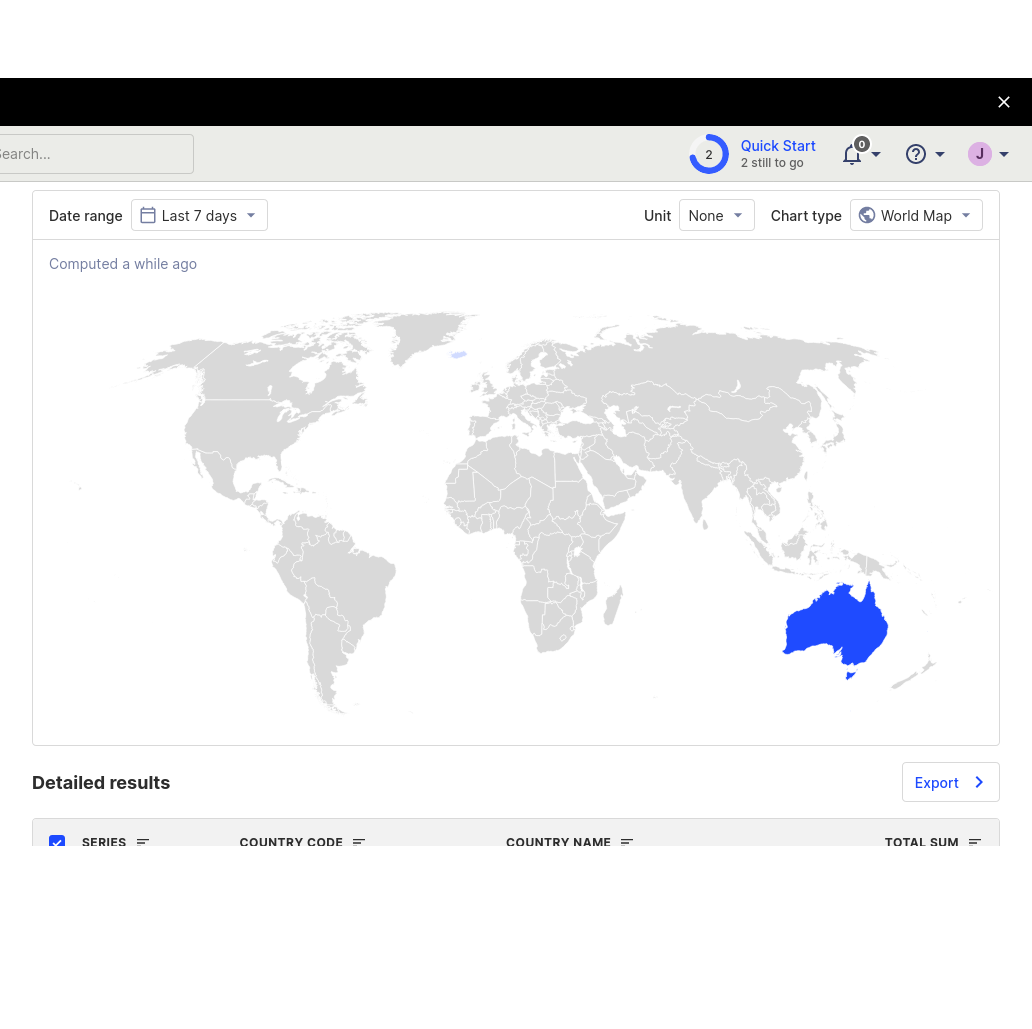 Search...
2
Quick Start
2 still to go
0
J
Date range
Last 7 days
Unit
None
Chart type
World Map
Computed a while ago
Detailed results
Export
SERIES
COUNTRY CODE
COUNTRY NAME
TOTAL SUM